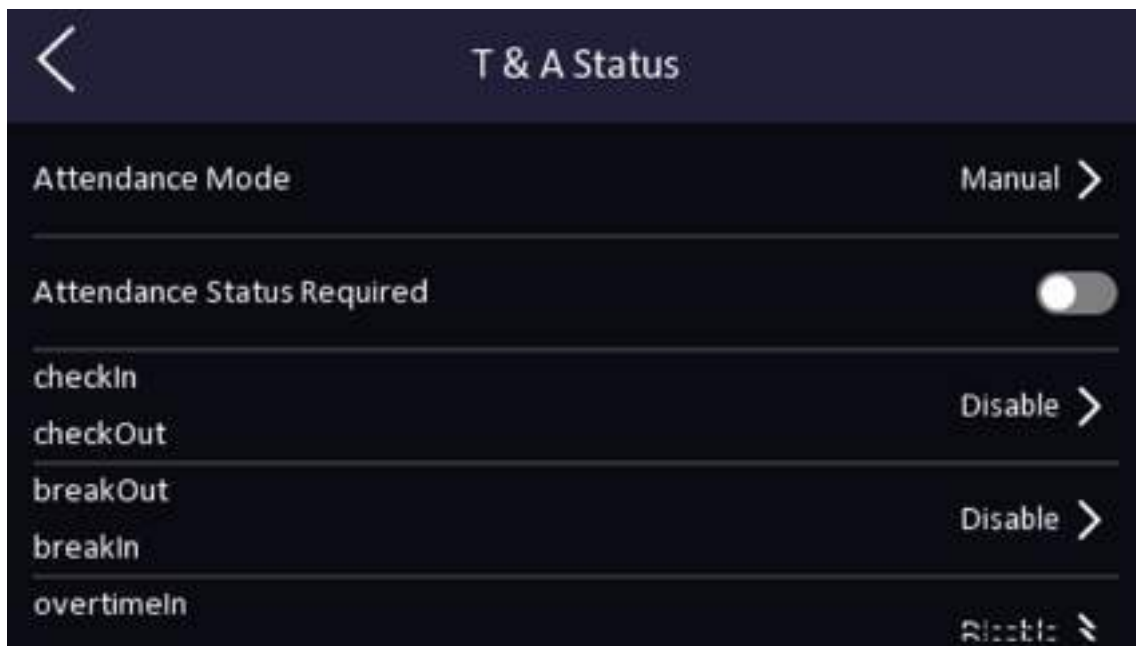 T & A Status
Attendance Mode
Manual
Attendance Status Required
checkIn
checkOut
Disable
breakOut
breakIn
Disable
overtimeIn